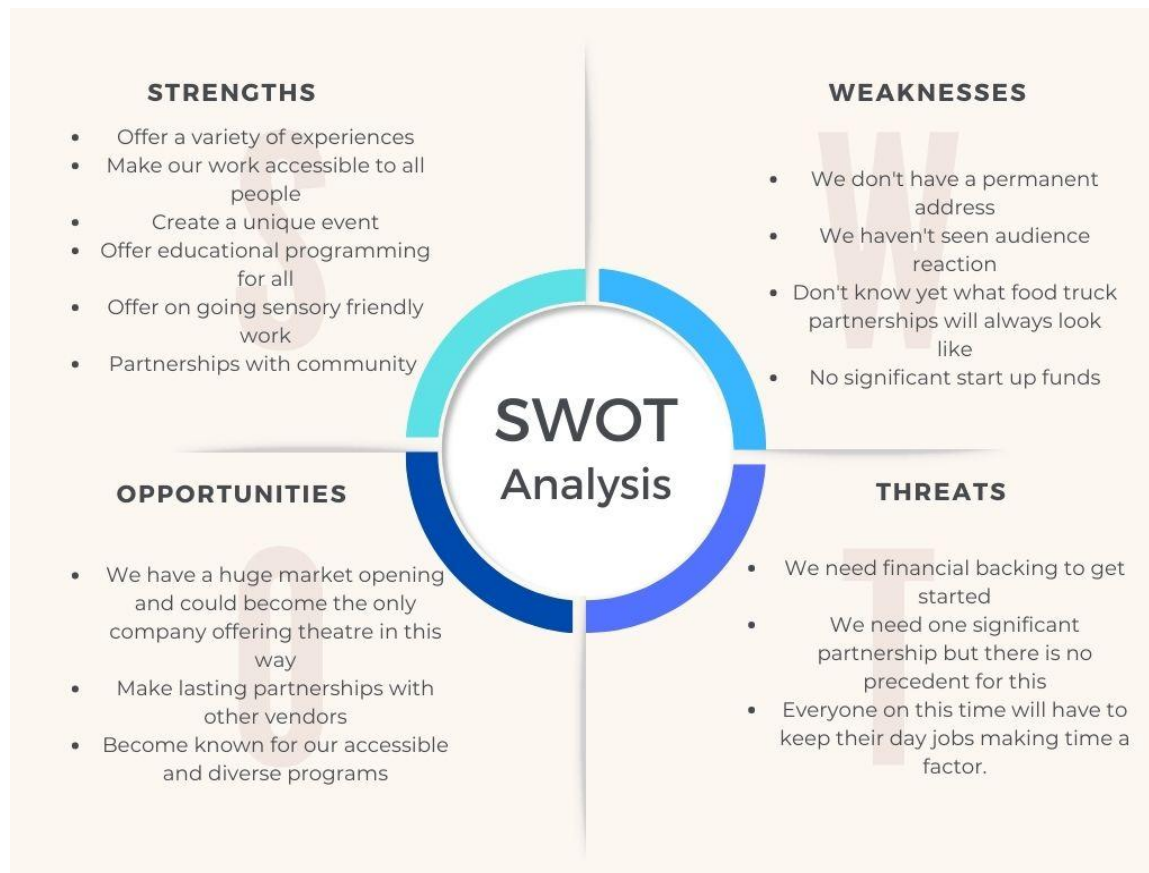 STRENGTHS
• Offer a variety of experiences
• Make our work accessible to all
people
• Create a unique event
• Offer educational programming
for all
• Offer on going sensory friendly
work
• Partnerships with community
S
WEAKNESSES
• We don't have a permanent
address
• We haven't seen audience
reaction
• Don't know yet what food truck
partnerships will always look
like
• No significant start up funds
W
SWOT
Analysis
OPPORTUNITIES
• We have a huge market opening
and could become the only
company offering theatre in this
way
• Make lasting partnerships with
other vendors
• Become known for our accessible
and diverse programs
O
THREATS
• We need financial backing to get
started
• We need one significant
partnership but there is no
precedent for this
• Everyone on this time will have to
keep their day jobs making time a
factor.
T